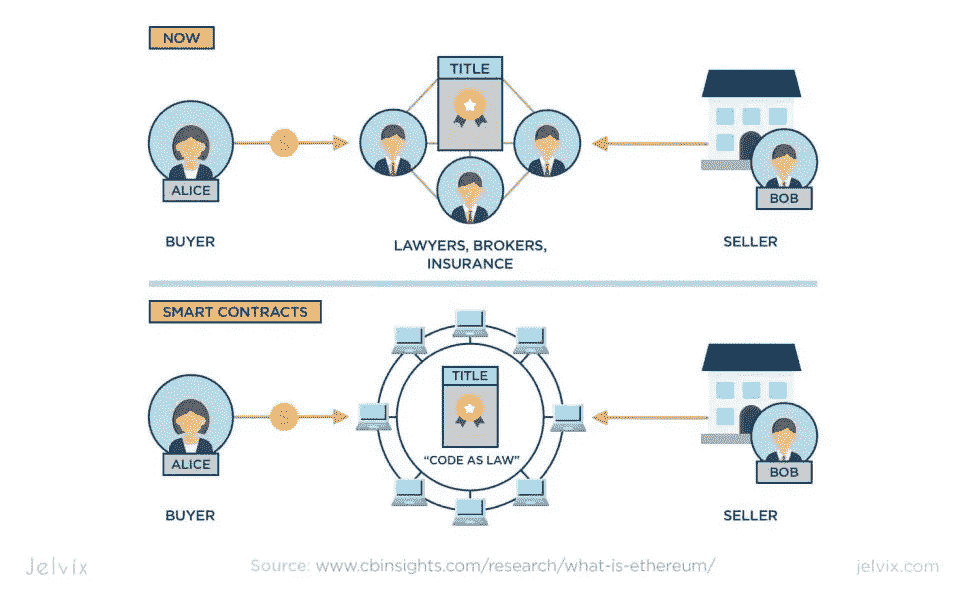 NOW
TITLE
$
ALICE
BOB
BUYER
LAWYERS, BROKERS,
INSURANCE
SELLER
SMART CONTRACTS
TITLE
$
"CODE AS LAW"
ALICE
BOB
BUYER
SELLER
Jelvix
Source: www.cbinsights.com/research/what-is-ethereum/
jelvix.com